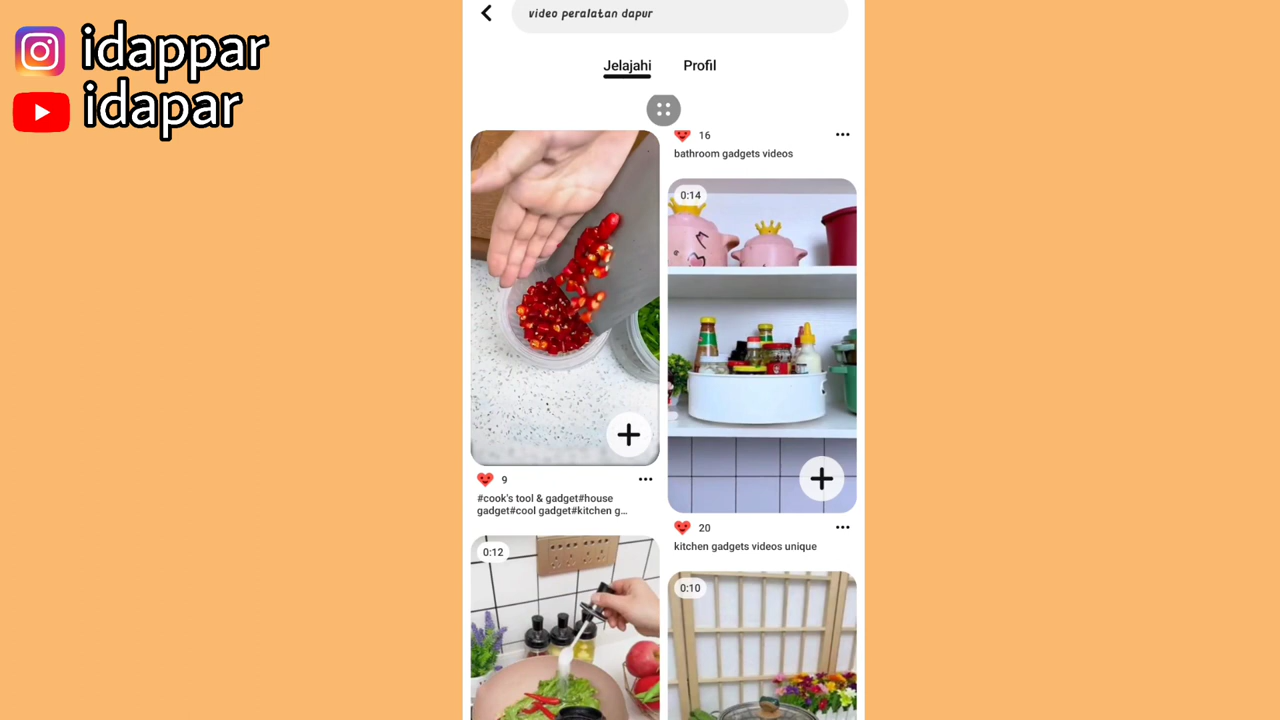 idappar
idapar
video peralatan dapur
Jelajahi
Profil
9
#cook's tool & gadget#house
gadget#cool gadget#kitchen g...
0:12
16
bathroom gadgets videos
0:14
20
kitchen gadgets videos unique
0:10